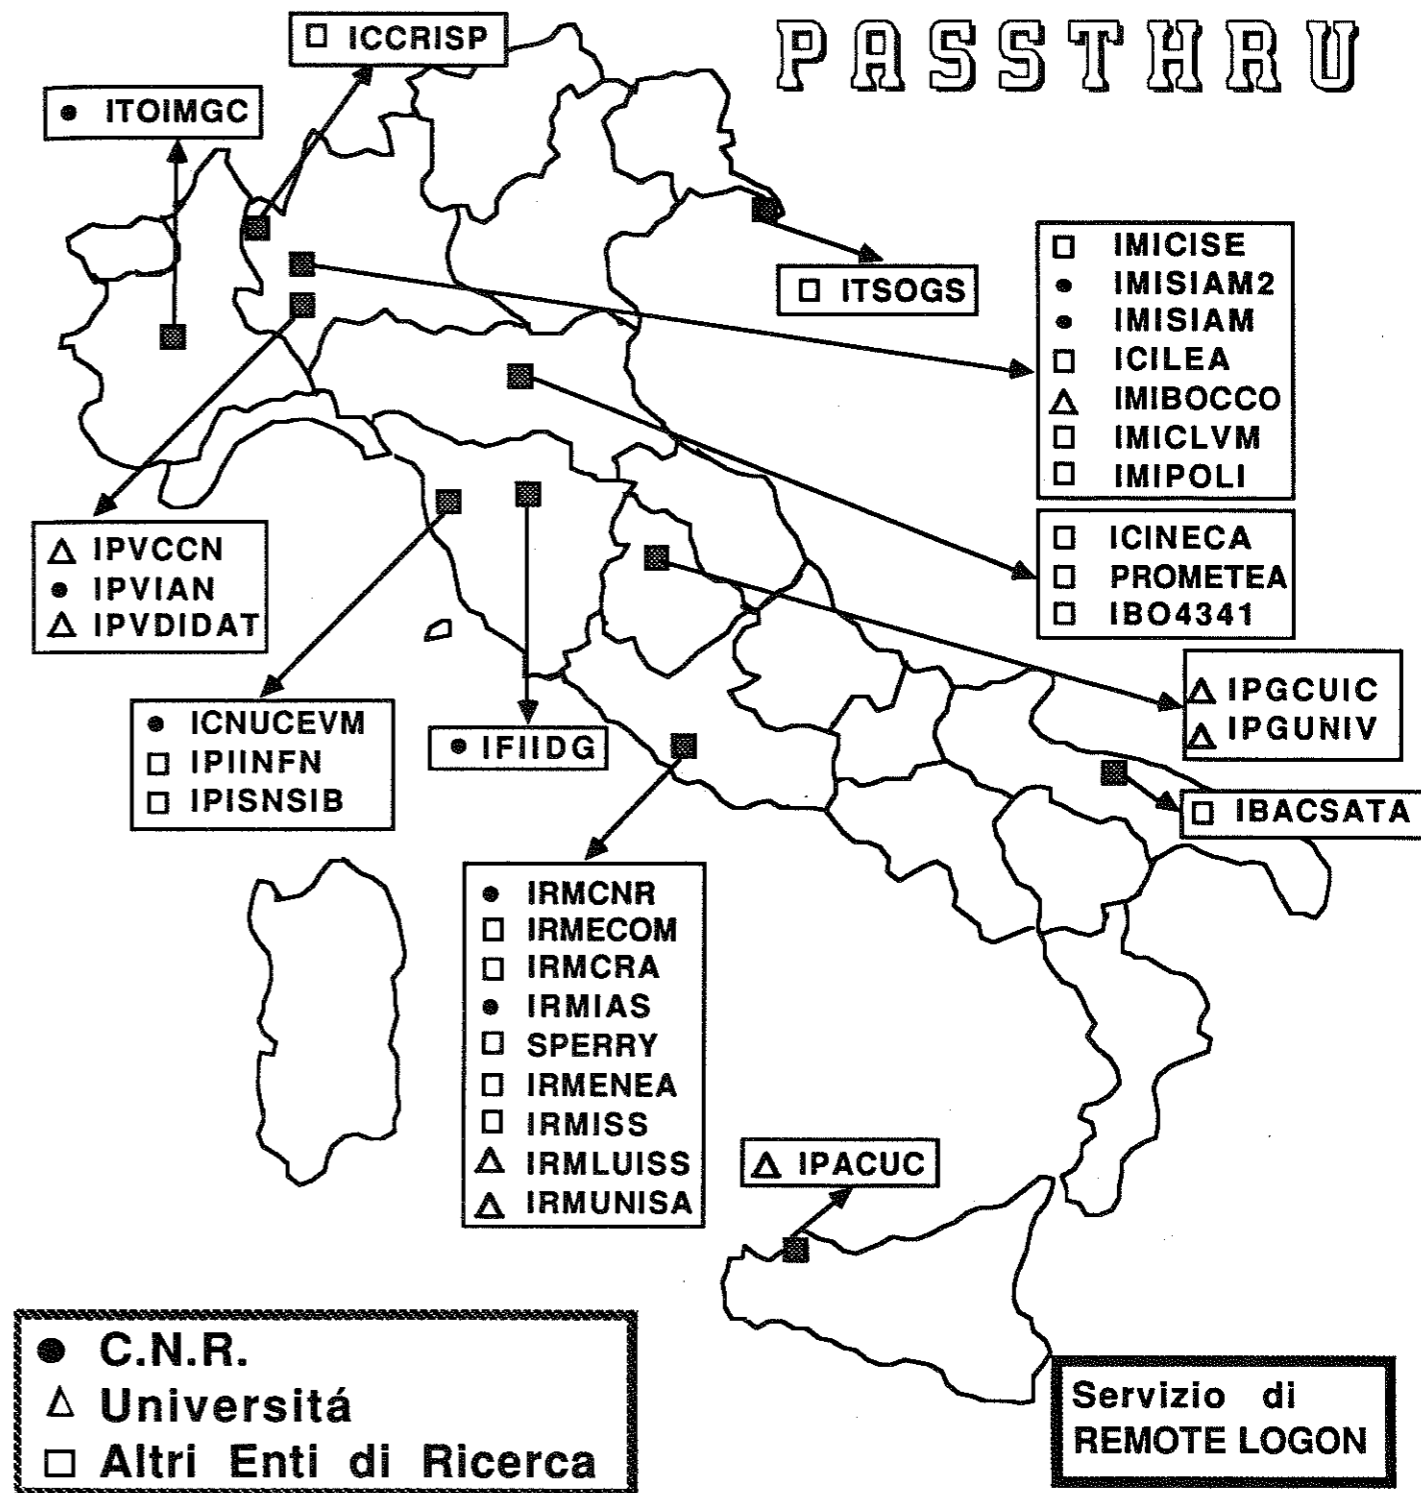 PASSTHRU
ICCRISP
ITOIMGC
ITSOGS
IMICISE
IMISIAM2
IMISIAM
ICILEA
IMIBOCCO
IMICLVM
IMIPOLI
ICINECA
PROMETEA
IBO4341
IPVCCN
IPVIAN
IPVDIDAT
IPGCUIC
IPGUNIV
ICNUCEVM
IPIINFN
IPISNSIB
IFIIDG
IBACSATA
IRMCNR
IRMECOM
IRMCRA
IRMIAS
SPERRY
IRMENEA
IRMISS
IRMLUISS
IRMUNISA
IPACUC
C.N.R.
Universitá
Altri Enti di Ricerca
Servizio di
REMOTE LOGON